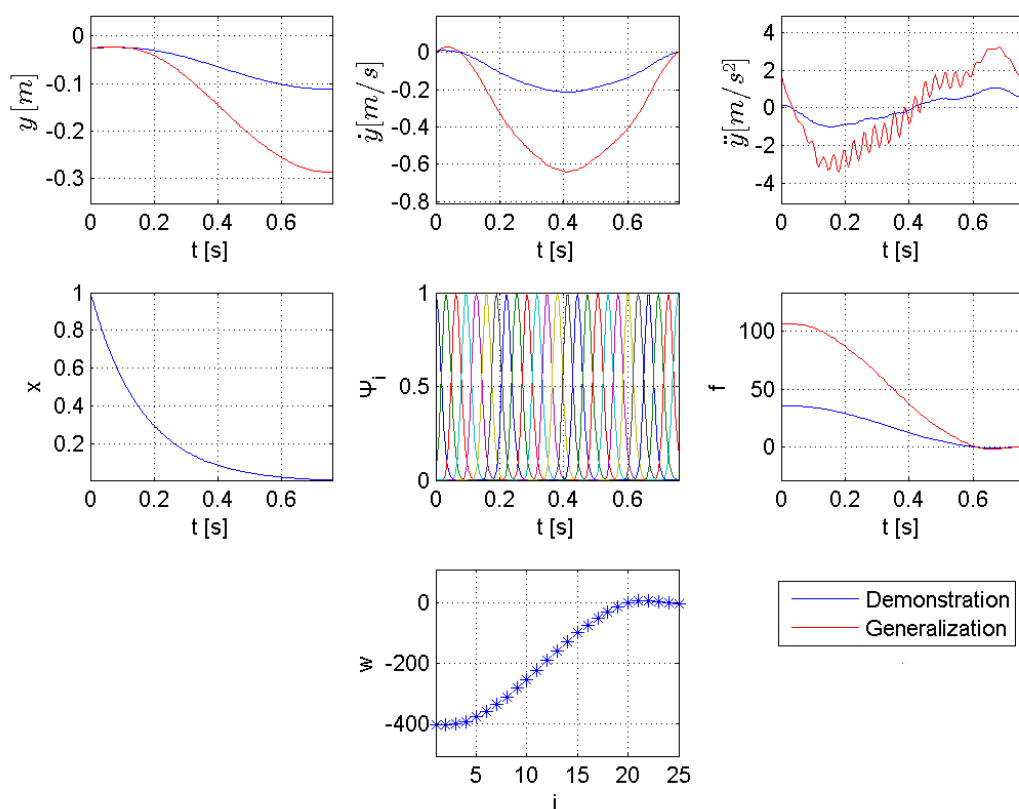 0
-0.1
-0.2
-0.3
y [m]
0 0.2 0.4 0.6
t [s]
0
-0.2
-0.4
-0.6
-0.8
ẏ[m/s]
0 0.2 0.4 0.6
t [s]
4
2
0
-2
-4
ÿ[m/s²]
0 0.2 0.4 0.6
t [s]
1
0.8
0.6
0.4
0.2
x
0 0.2 0.4 0.6
t [s]
1
0.5
0
Ψi
0 0.2 0.4 0.6
t [s]
100
50
0
f
0 0.2 0.4 0.6
t [s]
0
-200
-400
w
5 10 15 20 25
i
Demonstration
Generalization